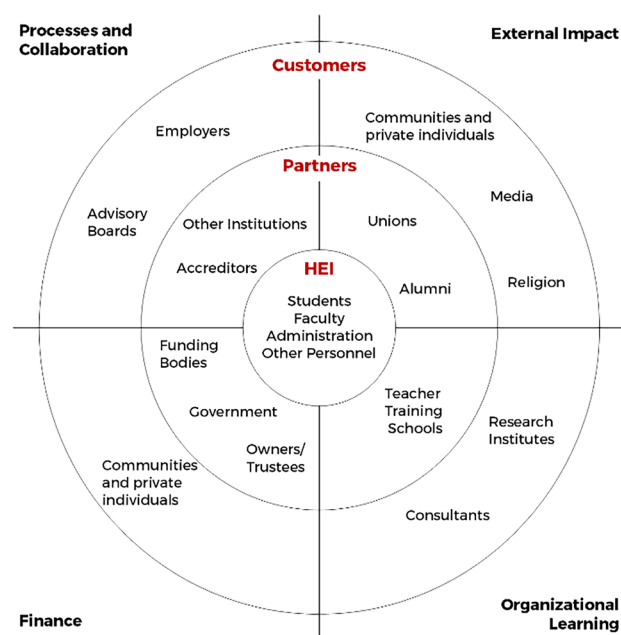 Processes and
Collaboration
External Impact
Customers
Communities and
private individuals
Employers
Partners
Media
Advisory
Boards
Other Institutions
Unions
Accreditors
HEI
Alumni
Religion
Students
Faculty
Administration
Other Personnel
Funding
Bodies
Government
Teacher
Training
Schools
Research
Institutes
Owners/
Trustees
Communities
and private
individuals
Consultants
Finance
Organizational
Learning